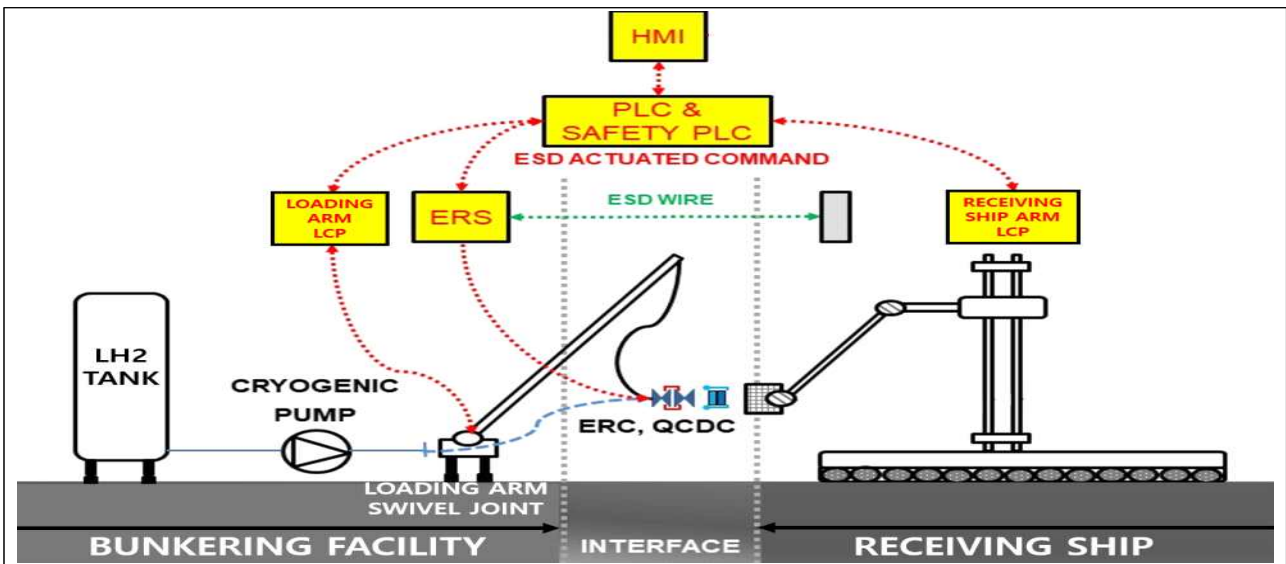 HMI
PLC &
SAFETY PLC
ESD ACTUATED COMMAND
LOADING
ARM
LCP
ERS
ESD WIRE
RECEIVING
SHIP ARM
LCP
LH2
TANK
CRYOGENIC
PUMP
ERC, QCDC
LOADING ARM
SWIVEL JOINT
BUNKERING FACILITY
INTERFACE
RECEIVING SHIP